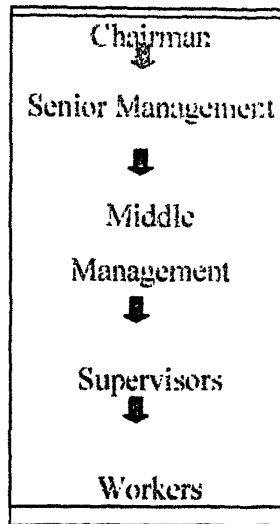 Chairman
Senior Management
Middle
Management
Supervisors
Workers